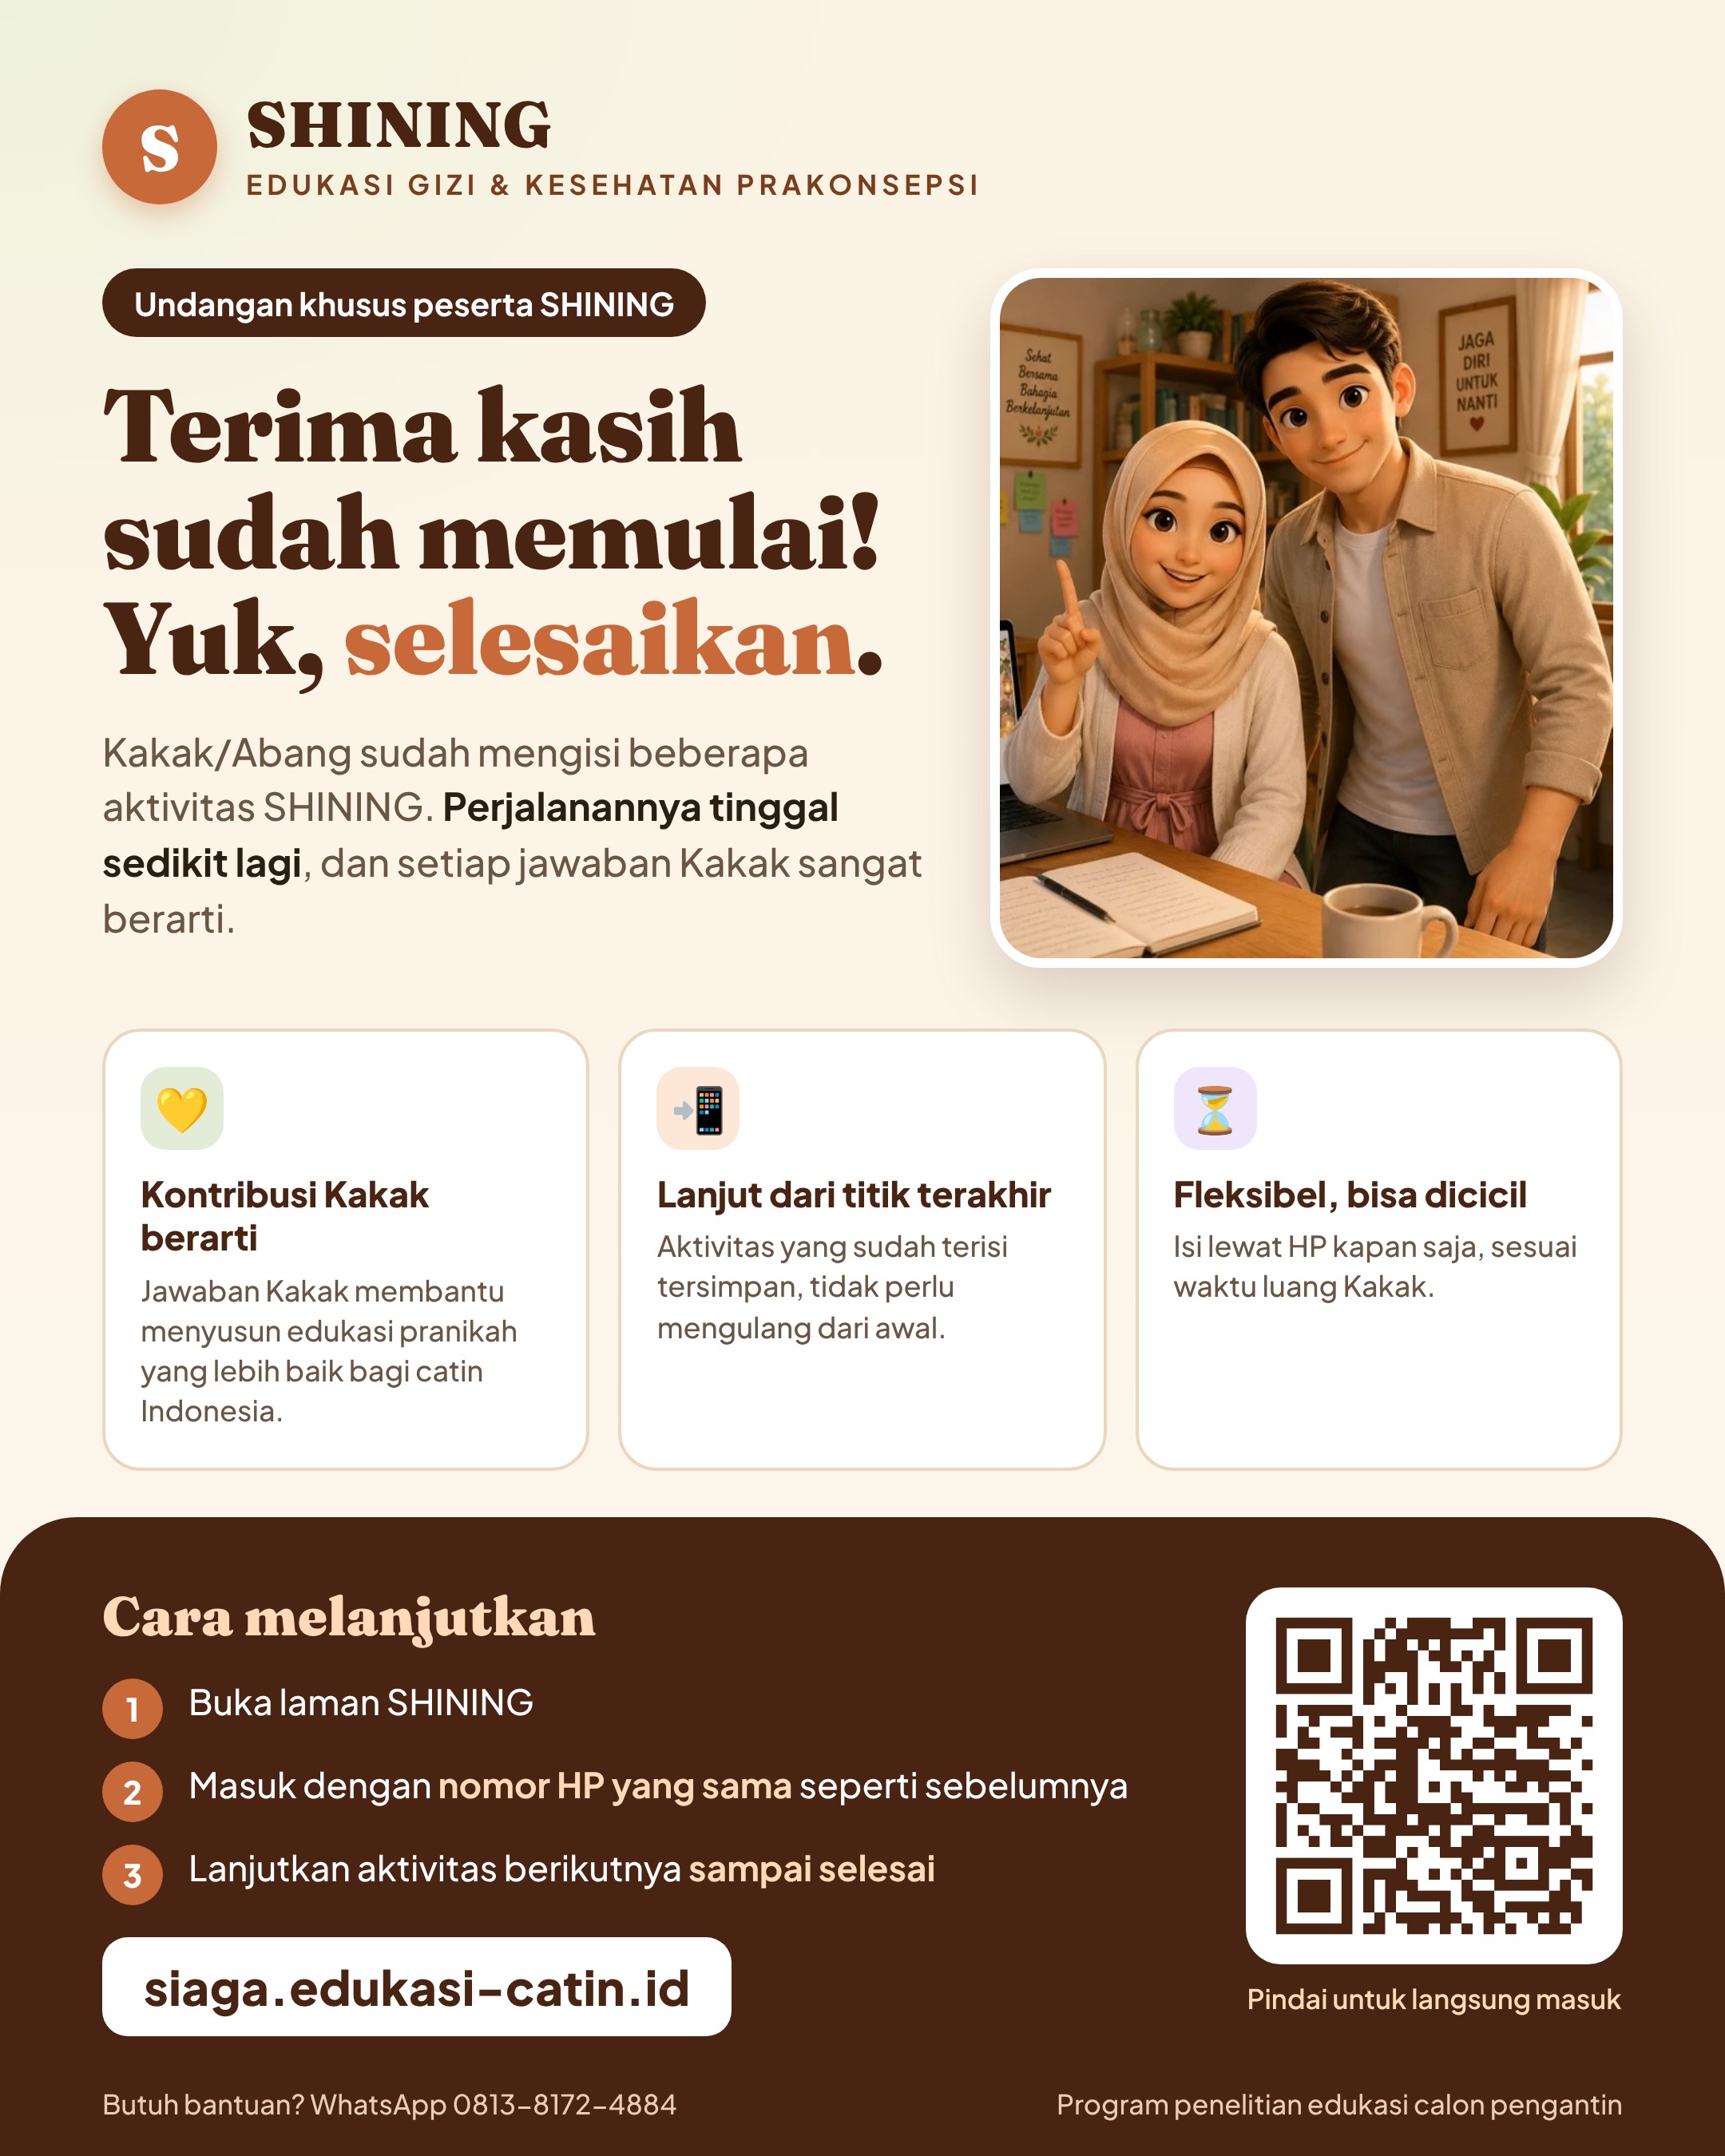 S
SHINING
EDUKASI GIZI & KESEHATAN PRAKONSEPSI
Undangan khusus peserta SHINING
Terima kasih
sudah memulai!
Yuk, selesaikan.
Kakak/Abang sudah mengisi beberapa
aktivitas SHINING. Perjalanannya tinggal
sedikit lagi, dan setiap jawaban Kakak sangat
berarti.
Sehat
Bersama
Bahagia
Berkelanjutan
JAGA
DIRI
UNTUK
NANTI
Kontribusi Kakak
berarti
Jawaban Kakak membantu
menyusun edukasi pranikah
yang lebih baik bagi catin
Indonesia.
Lanjut dari titik terakhir
Aktivitas yang sudah terisi
tersimpan, tidak perlu
mengulang dari awal.
Fleksibel, bisa dicicil
Isi lewat HP kapan saja, sesuai
waktu luang Kakak.
Cara melanjutkan
1 Buka laman SHINING
2 Masuk dengan nomor HP yang sama seperti sebelumnya
3 Lanjutkan aktivitas berikutnya sampai selesai
siaga.edukasi-catin.id
Pindai untuk langsung masuk
Butuh bantuan? WhatsApp 0813-8172-4884
Program penelitian edukasi calon pengantin